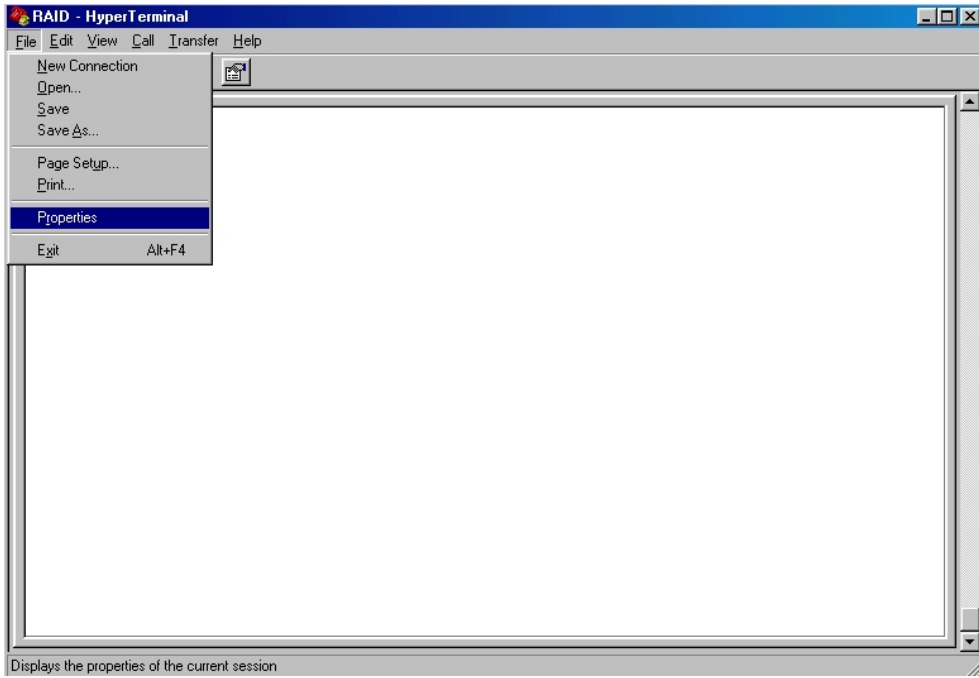 RAID - HyperTerminal
File Edit View Call Transfer Help
New Connection
Open...
Save
Save As...
Page Setup...
Print...
Properties
Exit Alt+F4
Displays the properties of the current session